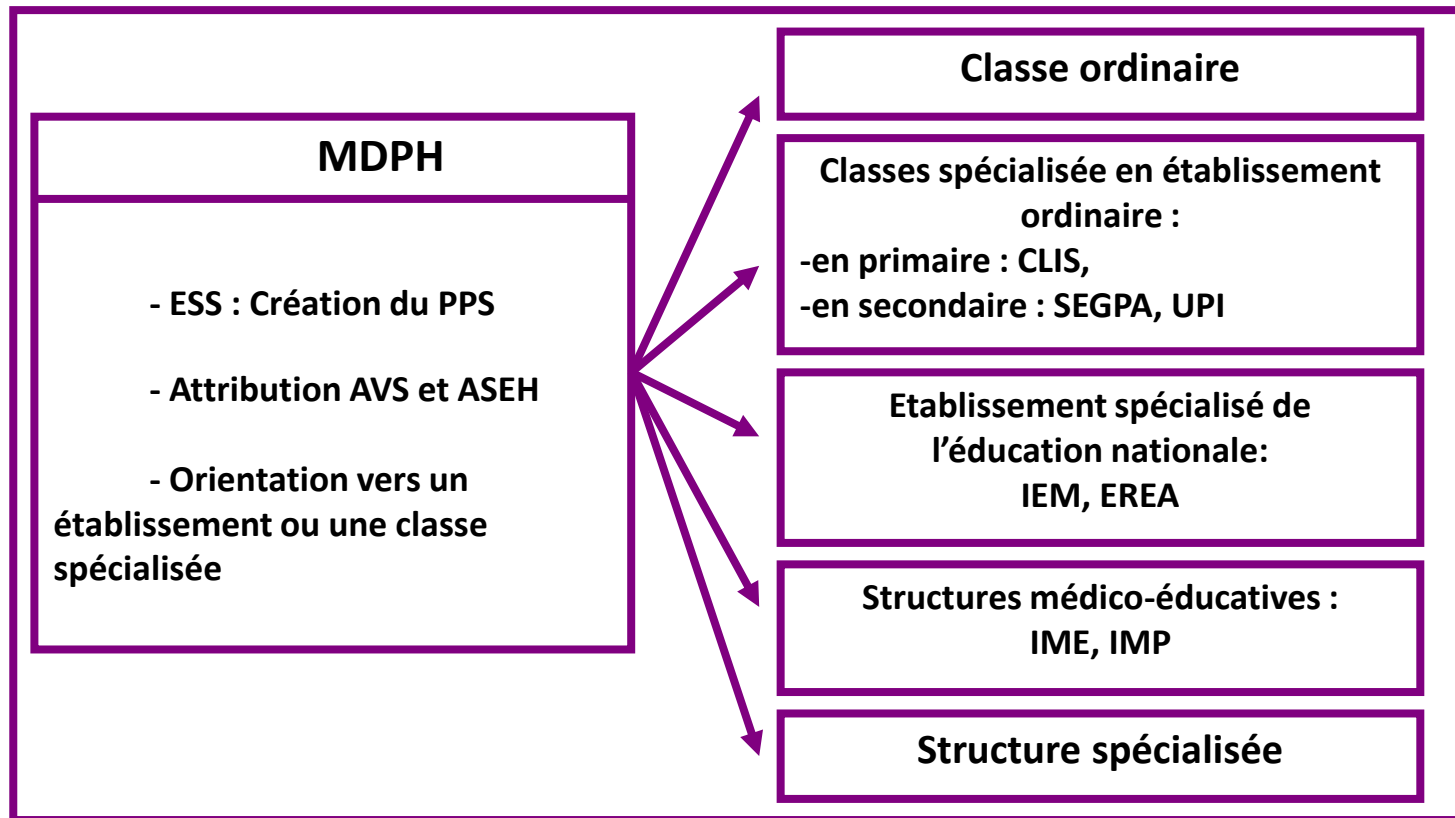 MDPH
- ESS : Création du PPS
- Attribution AVS et ASEH
- Orientation vers un
établissement ou une classe
spécialisée
Classe ordinaire
Classes spécialisée en établissement
ordinaire :
-en primaire : CLIS,
-en secondaire : SEGPA, UPI
Etablissement spécialisé de
l’éducation nationale:
IEM, EREA
Structures médico-éducatives :
IME, IMP
Structure spécialisée